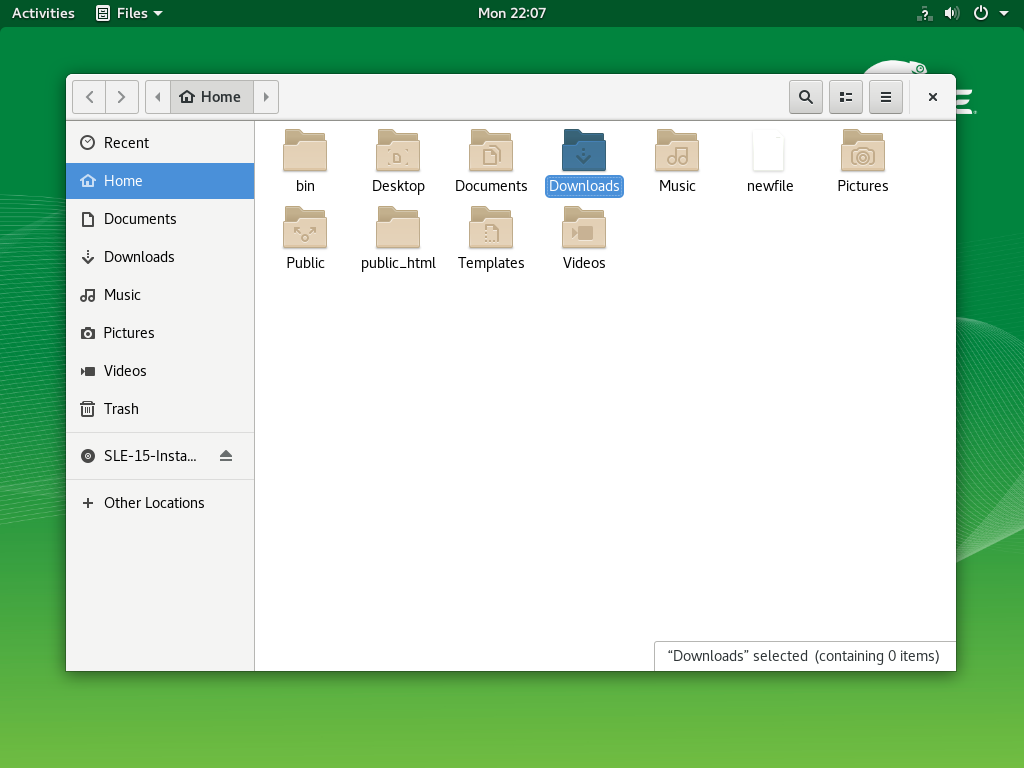 Activities Files Mon 22:07
Home
Recent
Home
Documents
Downloads
Music
Pictures
Videos
Trash
SLE-15-Insta...
Other Locations
bin Desktop Documents Downloads Music newfile Pictures
Public public_html Templates Videos
“Downloads” selected (containing 0 items)